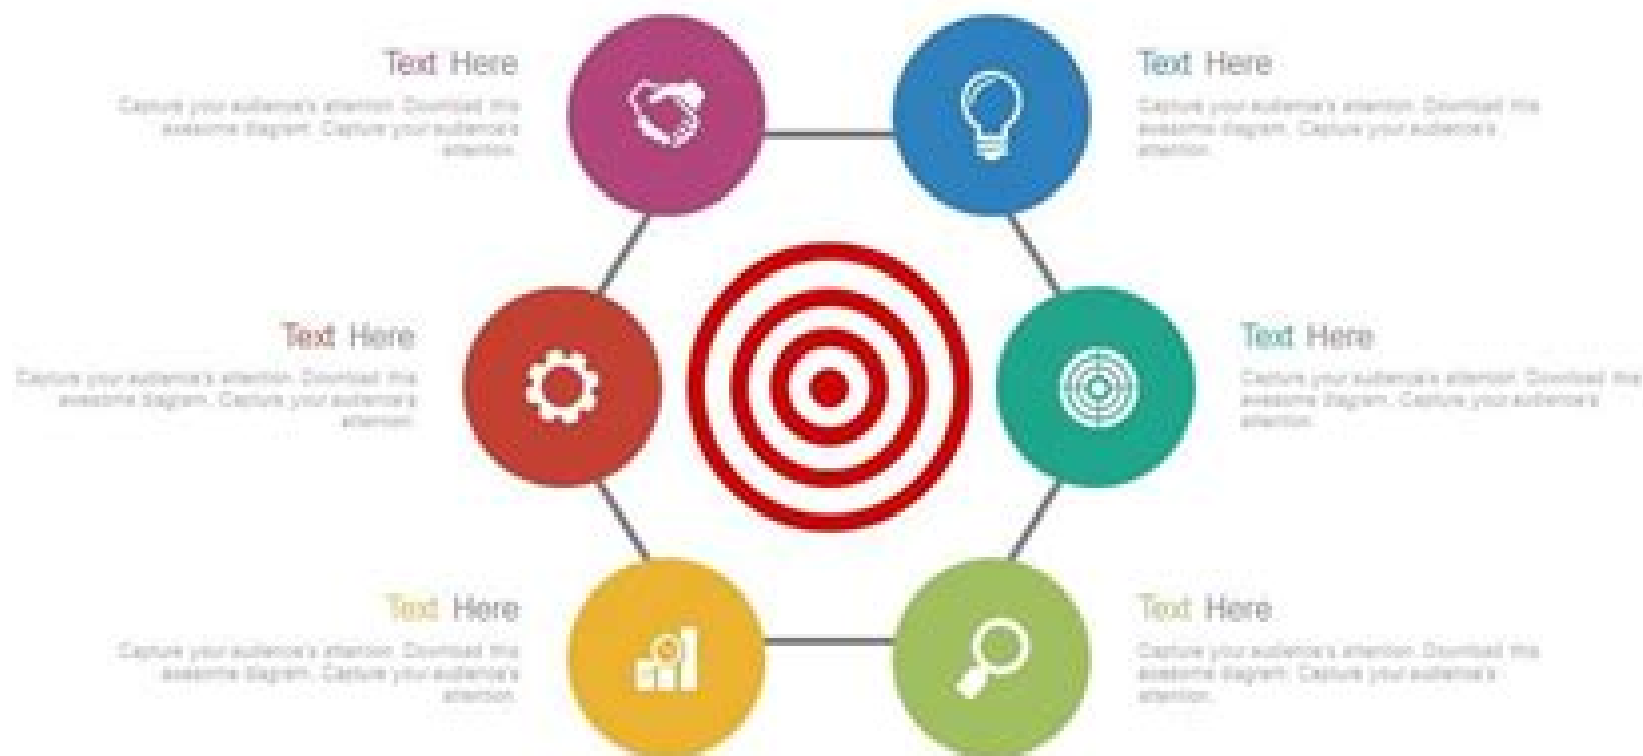 Text Here
Capture your audience's attention. Download this
awesome diagram. Capture your audience's
attention.
Text Here
Capture your audience's attention. Download this
awesome diagram. Capture your audience's
attention.
Text Here
Capture your audience's attention. Download this
awesome diagram. Capture your audience's
attention.
Text Here
Capture your audience's attention. Download this
awesome diagram. Capture your audience's
attention.
Text Here
Capture your audience's attention. Download this
awesome diagram. Capture your audience's
attention.
Text Here
Capture your audience's attention. Download this
awesome diagram. Capture your audience's
attention.